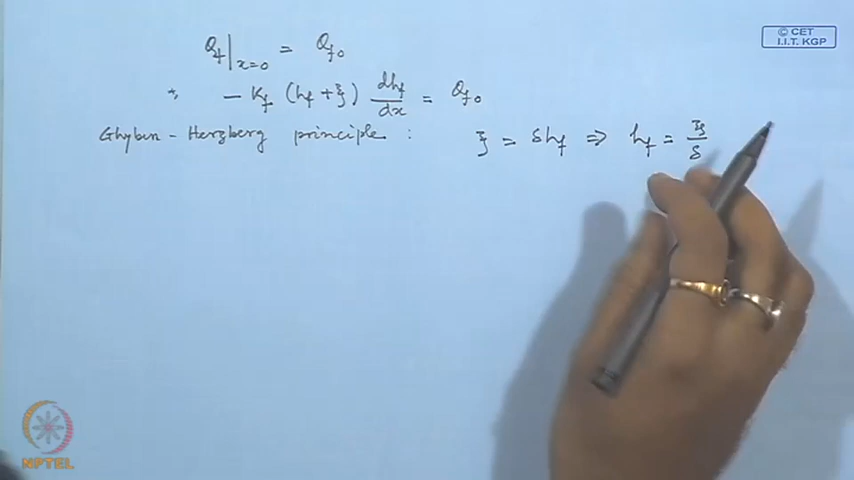 © CET
I.I.T. KGP
Q_f|_{x=0} = Q_{f0}
∴ - K_f (h_f + ξ) dh_f/dx = Q_{f0}
Ghyben - Herzberg principle : ξ = δh_f ⇒ h_f = ξ/δ
NPTEL